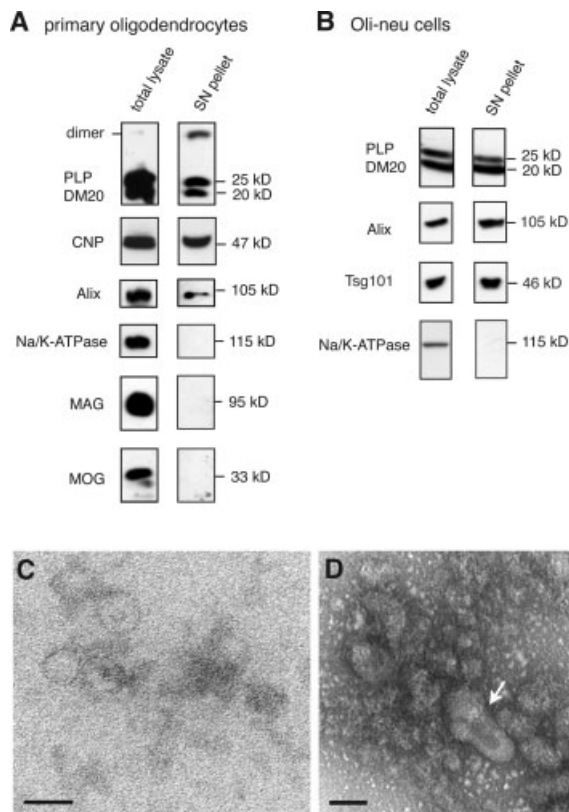 A primary oligodendrocytes
total lysate
SN pellet
dimer
PLP
DM20
25 kD
20 kD
CNP
47 kD
Alix
105 kD
Na/K-ATPase
115 kD
MAG
95 kD
MOG
33 kD
B Oli-neu cells
total lysate
SN pellet
PLP
DM20
25 kD
20 kD
Alix
105 kD
Tsg101
46 kD
Na/K-ATPase
115 kD
C
D